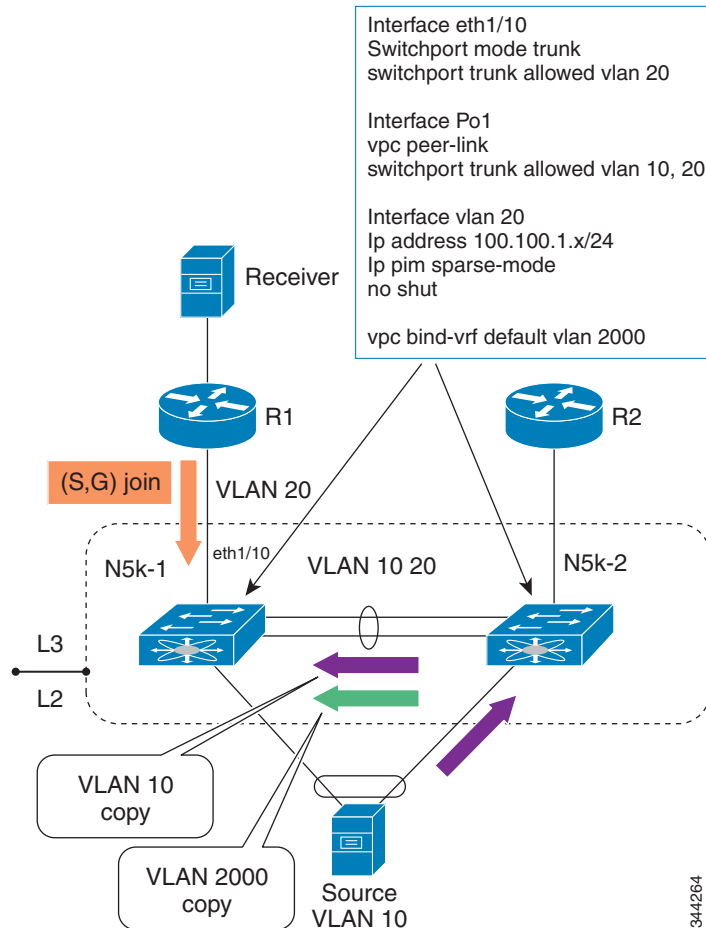 Interface eth1/10
Switchport mode trunk
switchport trunk allowed vlan 20
Interface Po1
vpc peer-link
switchport trunk allowed vlan 10, 20
Interface vlan 20
Ip address 100.100.1.x/24
Ip pim sparse-mode
no shut
vpc bind-vrf default vlan 2000
Receiver
R1
R2
(S,G) join
VLAN 20
eth1/10
N5k-1
VLAN 10 20
N5k-2
L3
L2
VLAN 10
copy
VLAN 2000
copy
Source
VLAN 10
344264